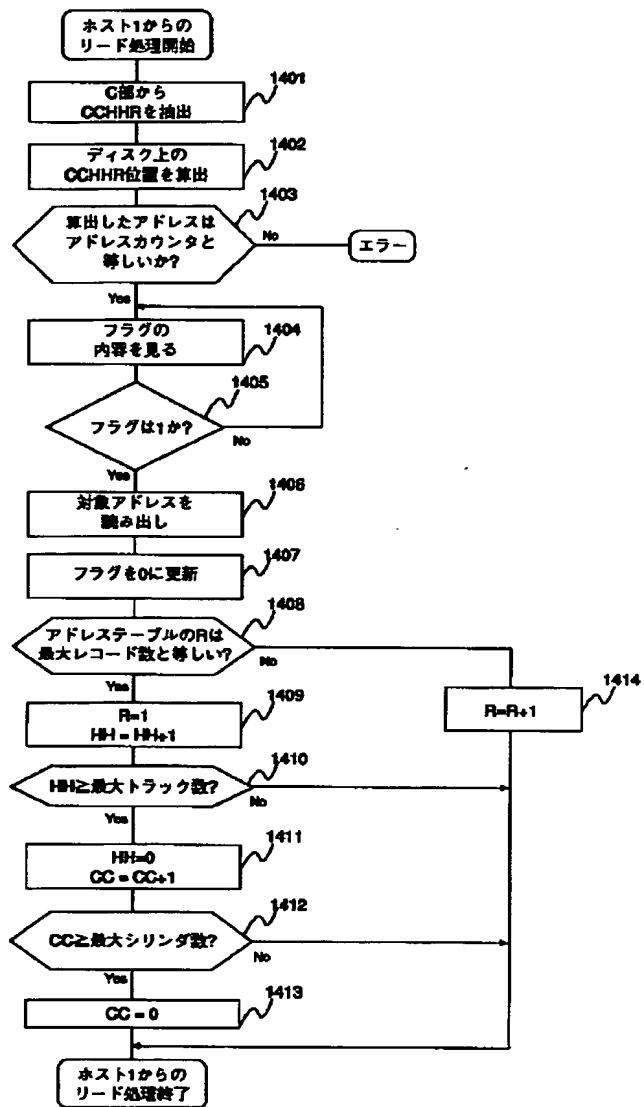 ホスト1からの
リード処理開始
1401
C部から
CCHHRを抽出
1402
ディスク上の
CCHHR位置を算出
1403
算出したアドレスは
アドレスカウンタと
等しいか?
No
エラー
Yes
フラグの
内容を見る
1404
1405
フラグは1か?
No
Yes
1406
対象アドレスを
読み出し
1407
フラグを0に更新
1408
アドレステーブルのRは
最大レコード数と等しい?
No
Yes
1409
R=1
HH = HH+1
1414
R=R+1
1410
HH≧最大トラック数?
No
Yes
1411
HH=0
CC = CC+1
1412
CC≧最大シリンダ数?
No
Yes
1413
CC = 0
ホスト1からの
リード処理終了